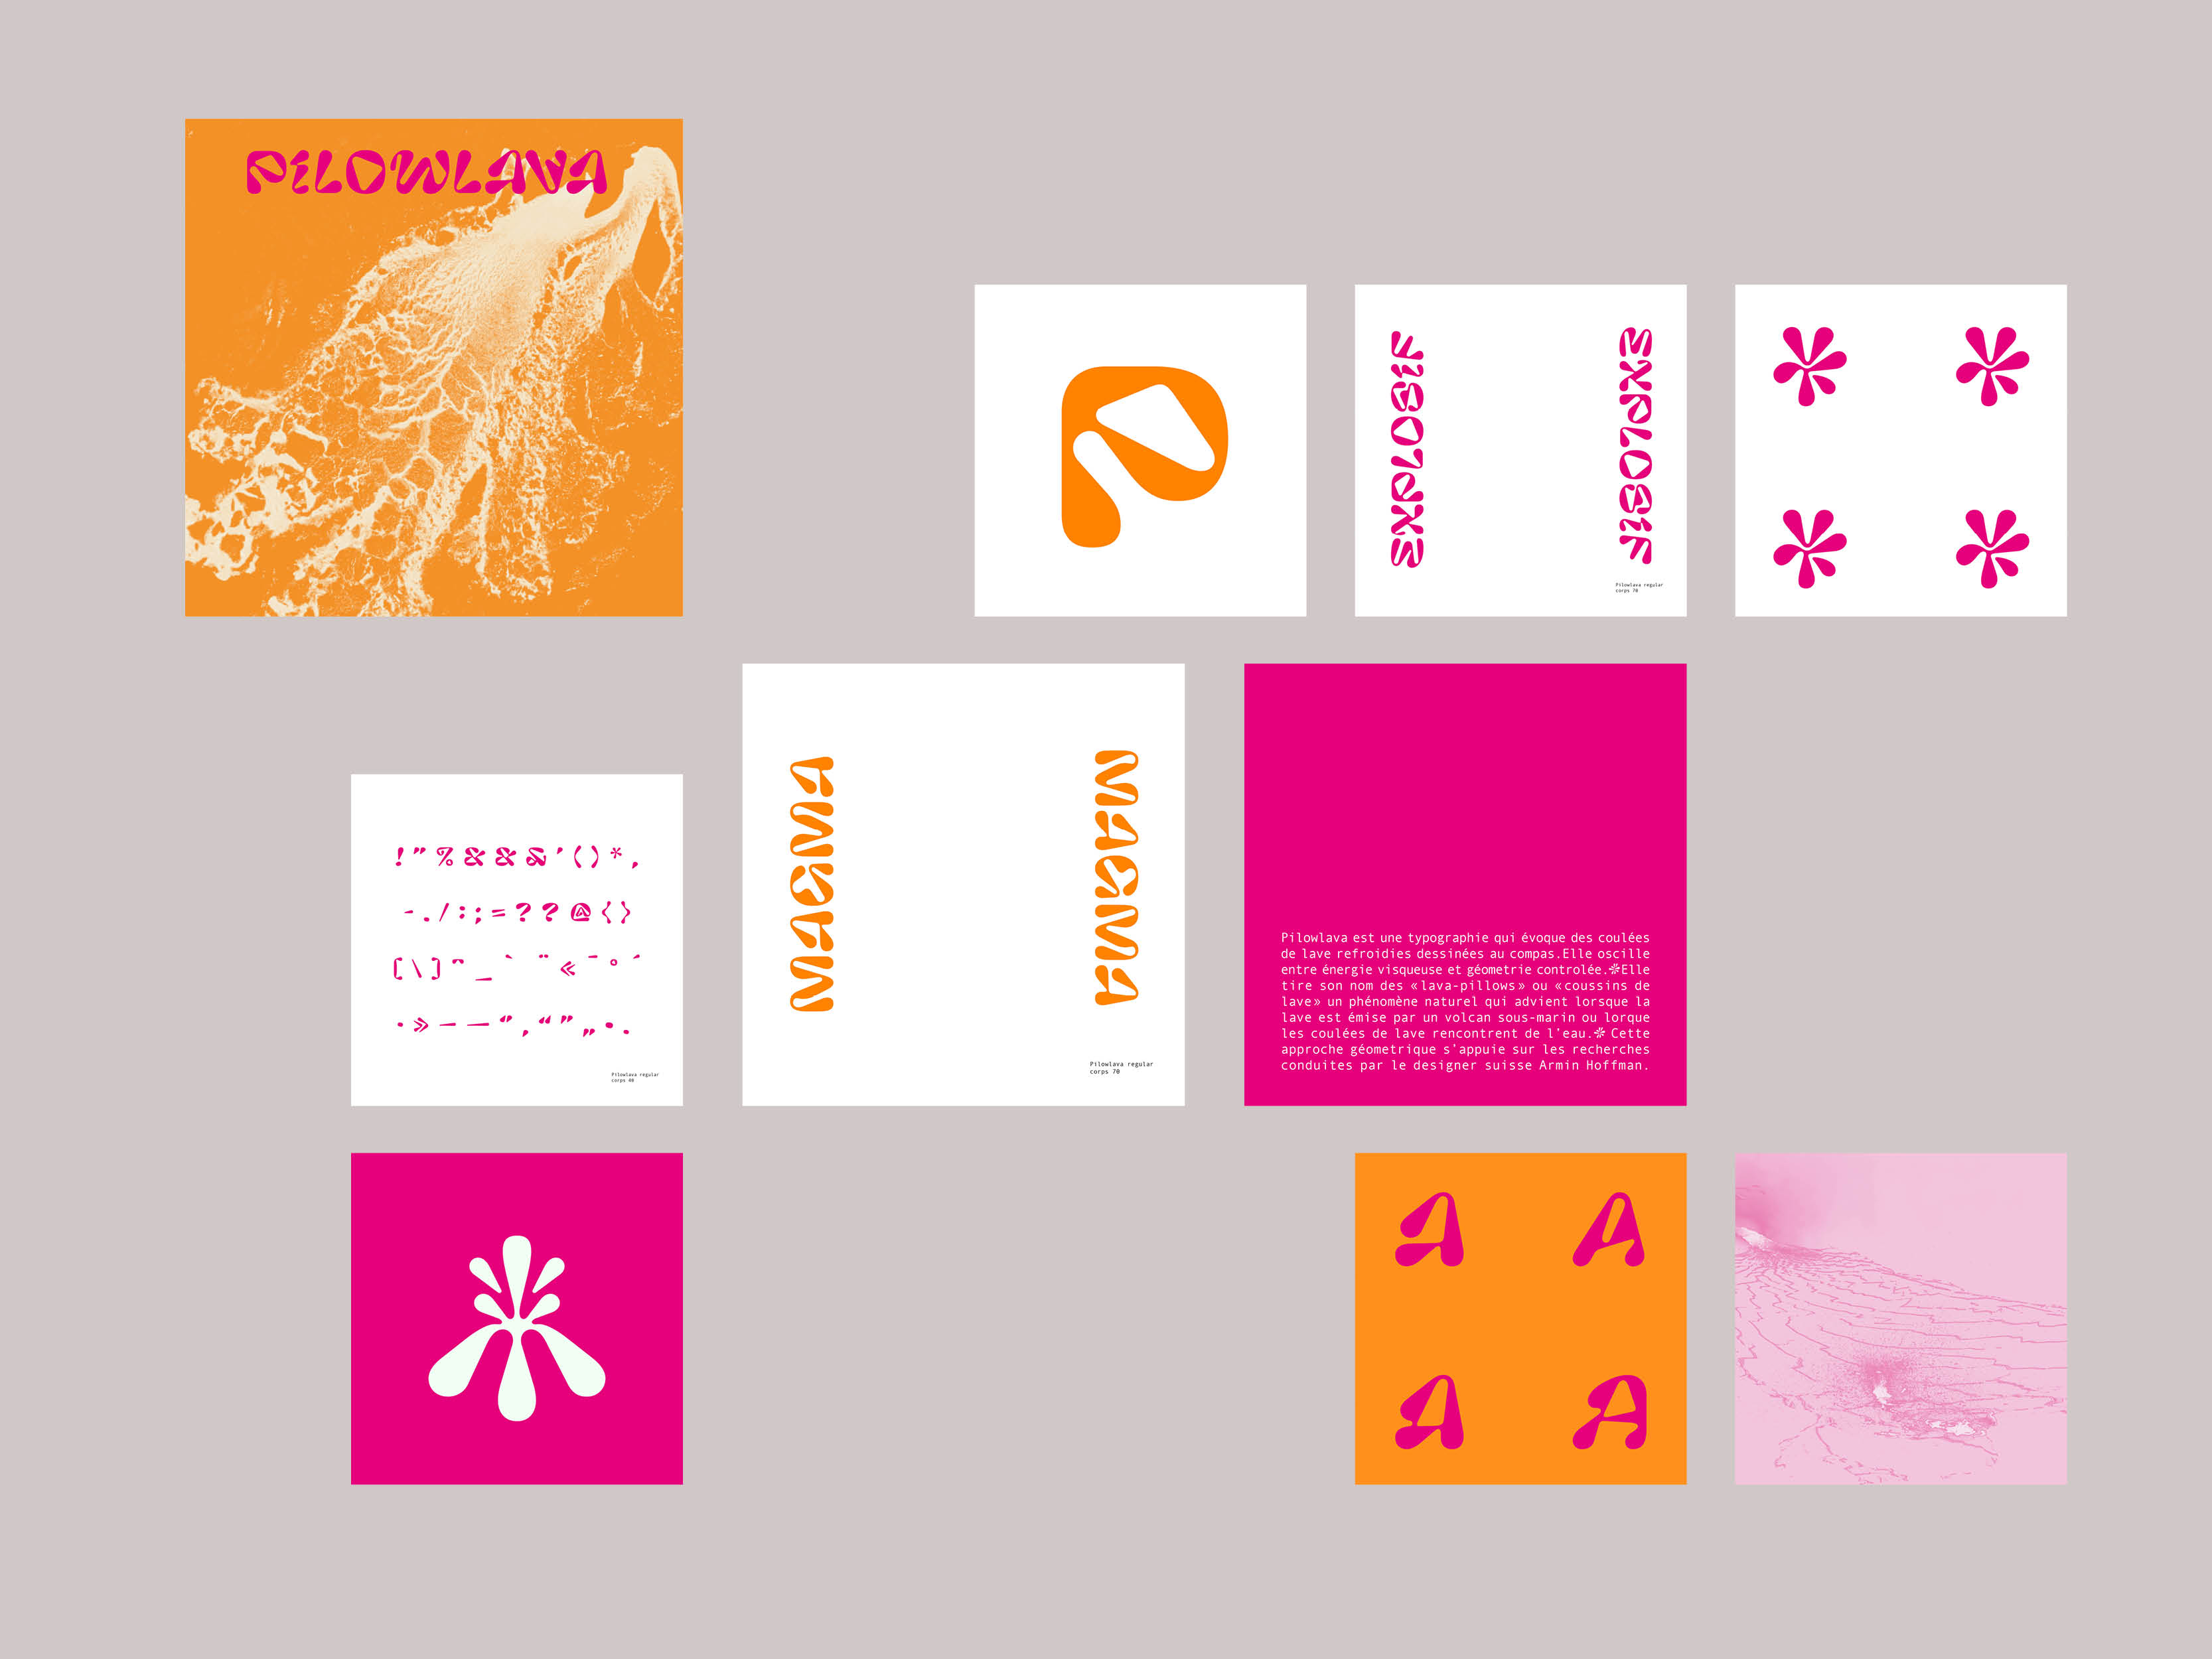 PiLOWLAVA
P
EXPLOSiF
EXPLOSiF
Pilowlava regular
corps 70
! " % & & & ' ( ) * ,
- . / : ; = ? ? @ { }
[ \ ] ^ _ ` ¨ « ¯ ° ´
· » – — ‘ ‚ “ ” „ • .
Pilowlava regular
corps 40
MAGMA
MAGMA
Pilowlava regular
corps 70
Pilowlava est une typographie qui évoque des coulées
de lave refroidies dessinées au compas.Elle oscille
entre énergie visqueuse et géometrie controlée.Elle
tire son nom des «lava-pillows» ou «coussins de
lave» un phénomène naturel qui advient lorsque la
lave est émise par un volcan sous-marin ou lorque
les coulées de lave rencontrent de l'eau. Cette
approche géometrique s'appuie sur les recherches
conduites par le designer suisse Armin Hoffman.
A A
A A